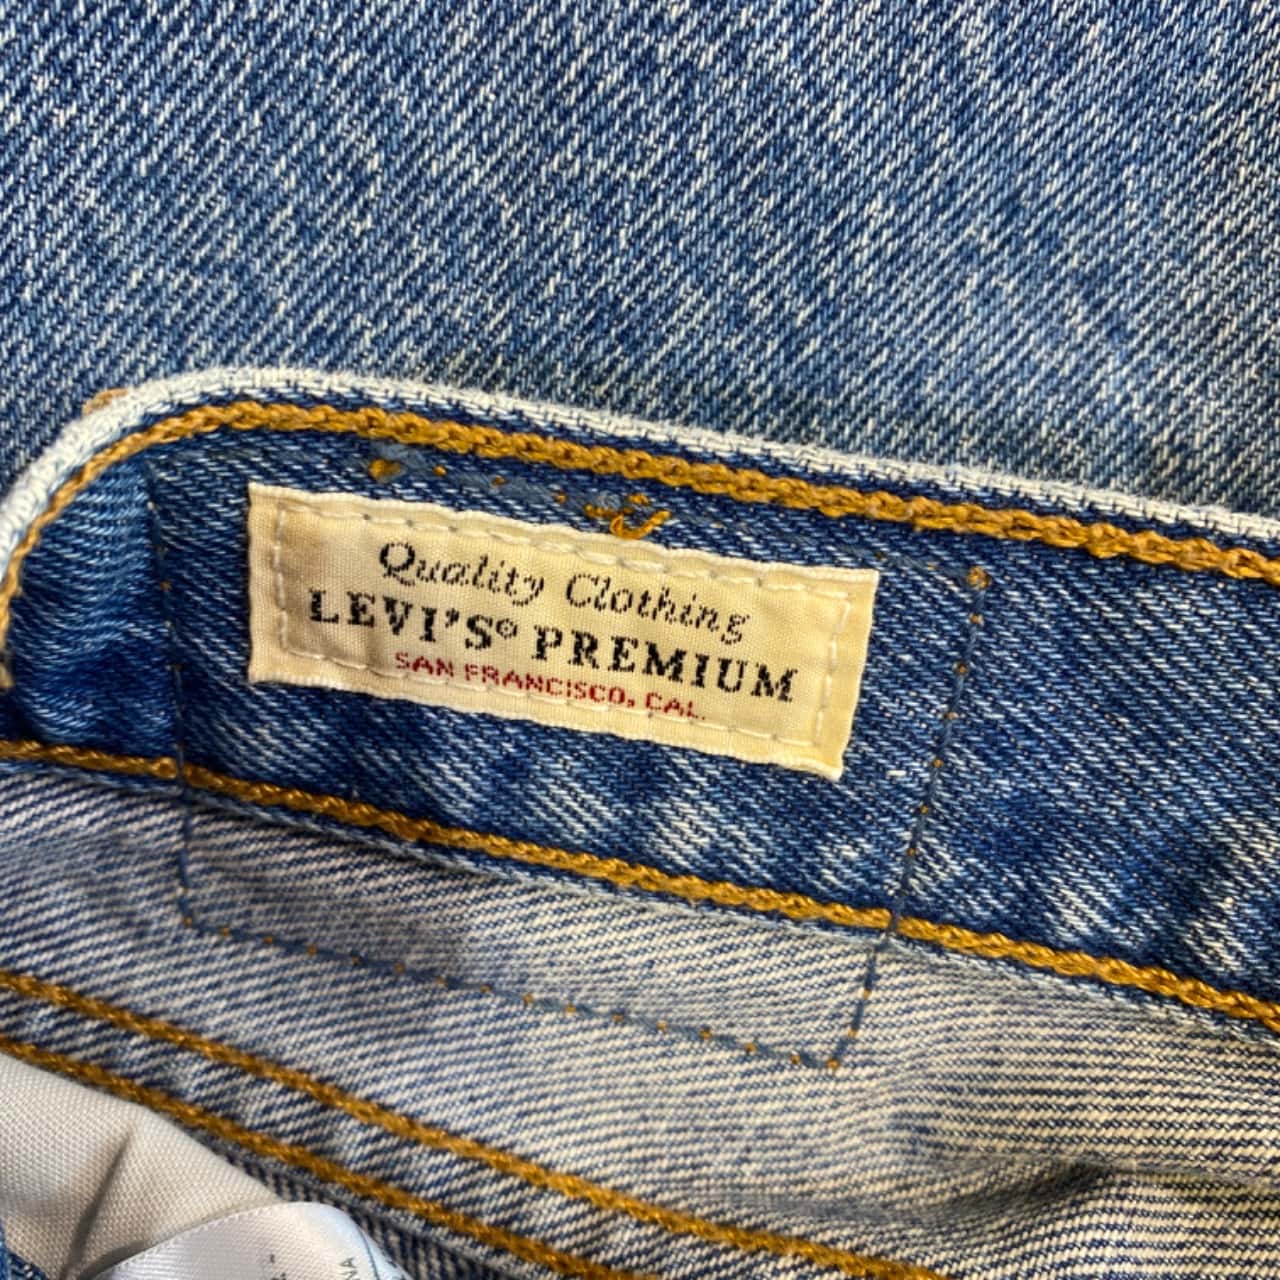 Quality Clothing
LEVI'S® PREMIUM
SAN FRANCISCO, CAL.